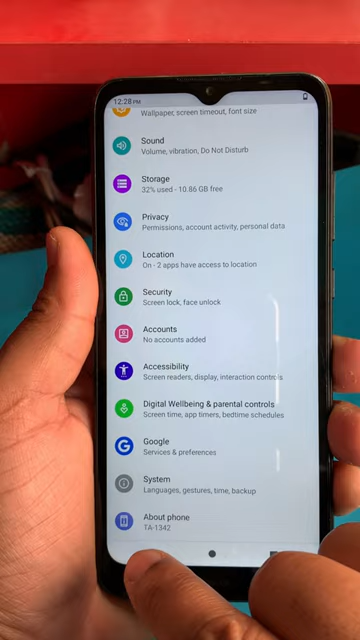 12:28 PM
Wallpaper, screen timeout, font size
Sound
Volume, vibration, Do Not Disturb
Storage
32% used - 10.86 GB free
Privacy
Permissions, account activity, personal data
Location
On - 2 apps have access to location
Security
Screen lock, face unlock
Accounts
No accounts added
Accessibility
Screen readers, display, interaction controls
Digital Wellbeing & parental controls
Screen time, app timers, bedtime schedules
Google
Services & preferences
System
Languages, gestures, time, backup
About phone
TA-1342